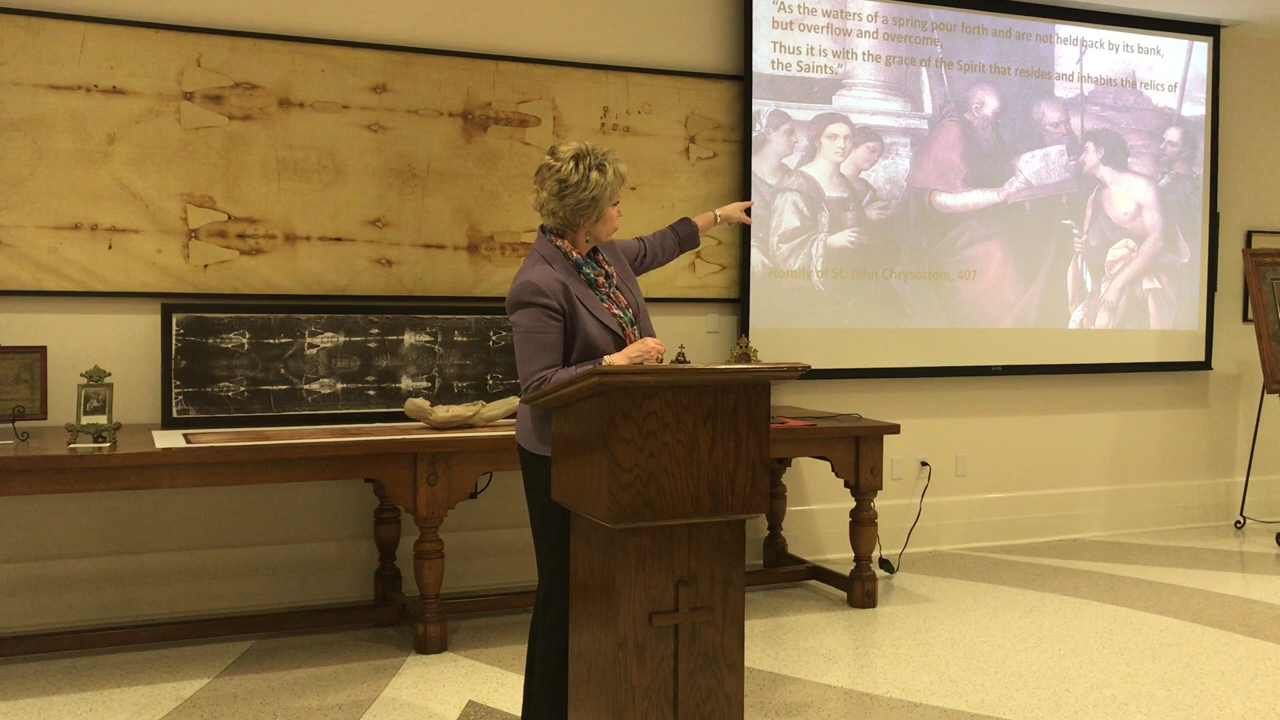 “As the waters of a spring pour forth and are not held back by its bank,
but overflow and overcome,
Thus it is with the grace of the Spirit that resides and inhabits the relics of
the Saints.”
Homily of St. John Chrysostom, 407